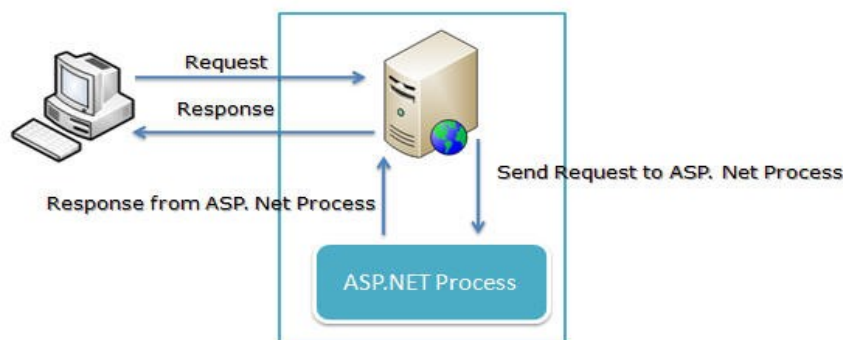 Request
Response
Send Request to ASP. Net Process
Response from ASP. Net Process
ASP.NET Process